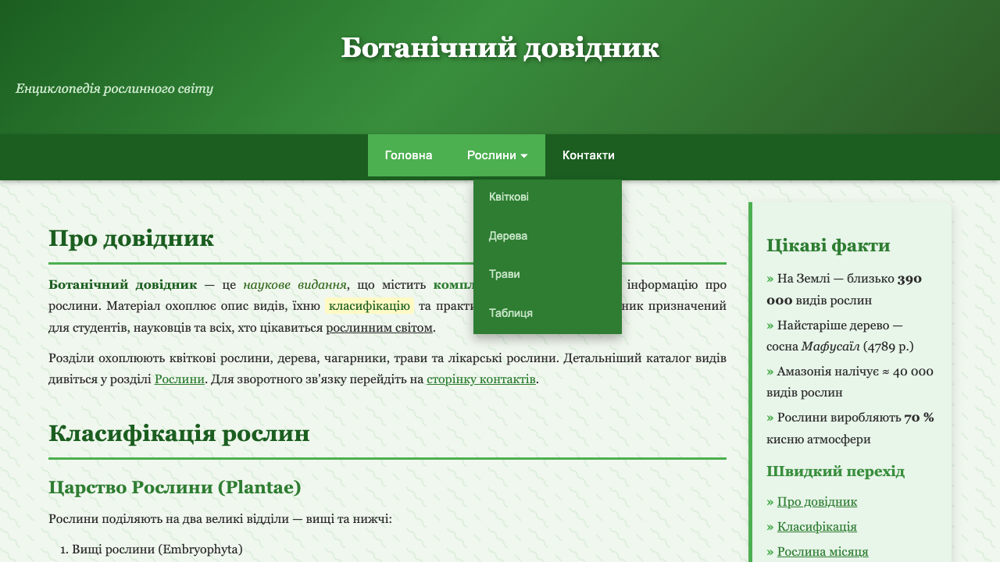 Ботанічний довідник
Енциклопедія рослинного світу
Головна
Рослини
Контакти
Квіткові
Дерева
Трави
Таблиця
Про довідник
Ботанічний довідник — це наукове видання, що містить інформацію про
рослини. Матеріал охоплює опис видів, їхню класифікацію та призначений
для студентів, науковців та всіх, хто цікавиться рослинним світом.
Розділи охоплюють квіткові рослини, дерева, чагарники, трави та лікарські рослини. Детальніший каталог видів
дивіться у розділі Рослини. Для зворотного зв'язку перейдіть на сторінку контактів.
Класифікація рослин
Царство Рослини (Plantae)
Рослини поділяють на два великі відділи — вищі та нижчі:
1. Вищі рослини (Embryophyta)
Цікаві факти
» На Землі — близько 390
000 видів рослин
» Найстаріше дерево —
сосна Мафусаїл (4789 р.)
» Амазонія налічує ≈ 40 000
видів рослин
» Рослини виробляють 70 %
кисню атмосфери
Швидкий перехід
» Про довідник
» Класифікація
» Рослина місяця